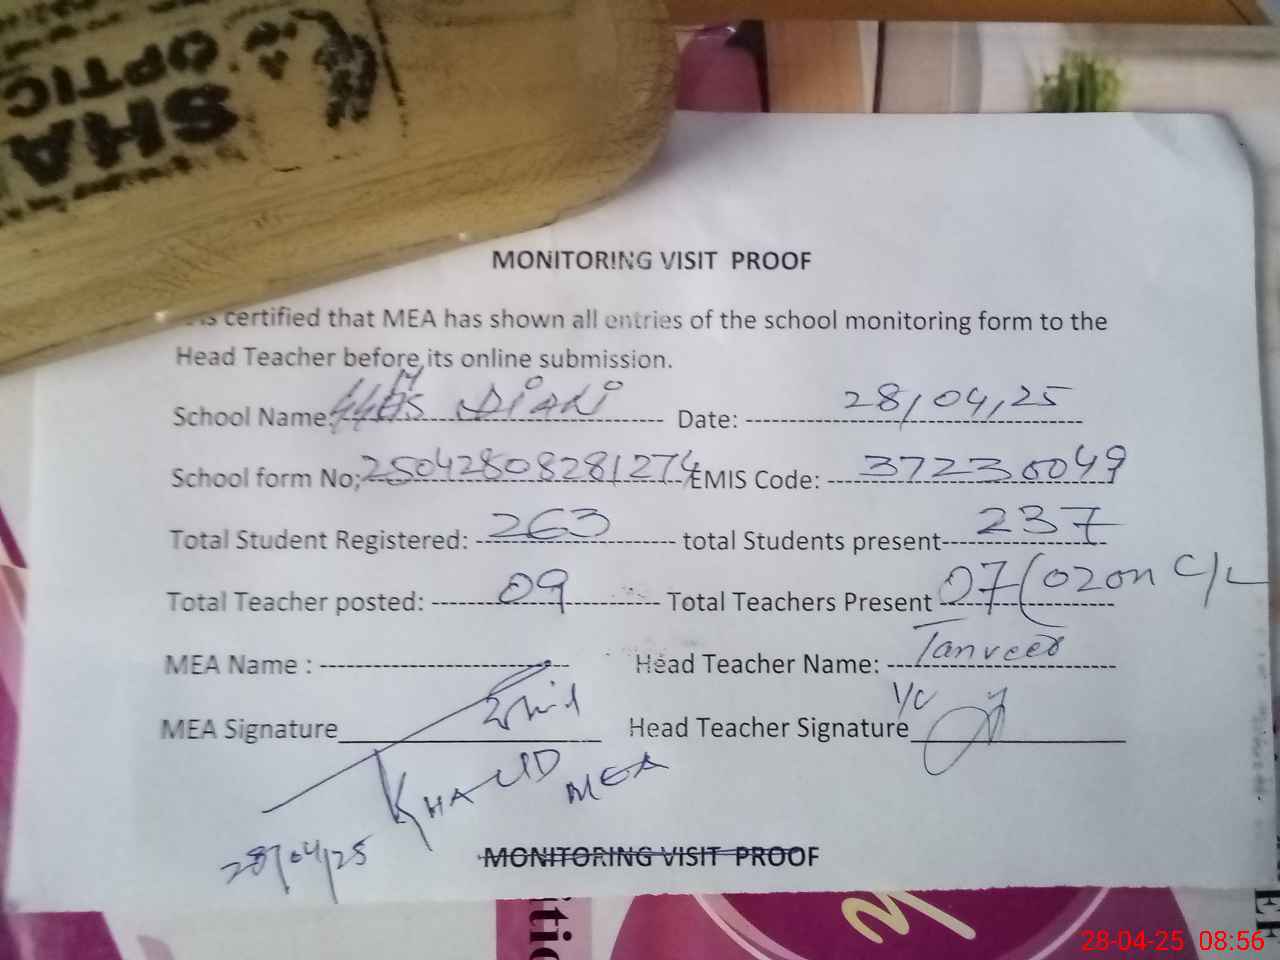 SHA
OPTIC
MONITORING VISIT PROOF
is certified that MEA has shown all entries of the school monitoring form to the
Head Teacher before its online submission.
School Name: Date: 28/04/25
School form No: 25042808281274 EMIS Code: 37230049
Total Student Registered: 263 total Students present 237
Total Teacher posted: 09 Total Teachers Present 07 (02 on C/L
MEA Name : Head Teacher Name: Tanveer
MEA Signature Head Teacher Signature I/C
KHALID MEA
28/04/25
MONITORING VISIT PROOF
28-04-25 08:56